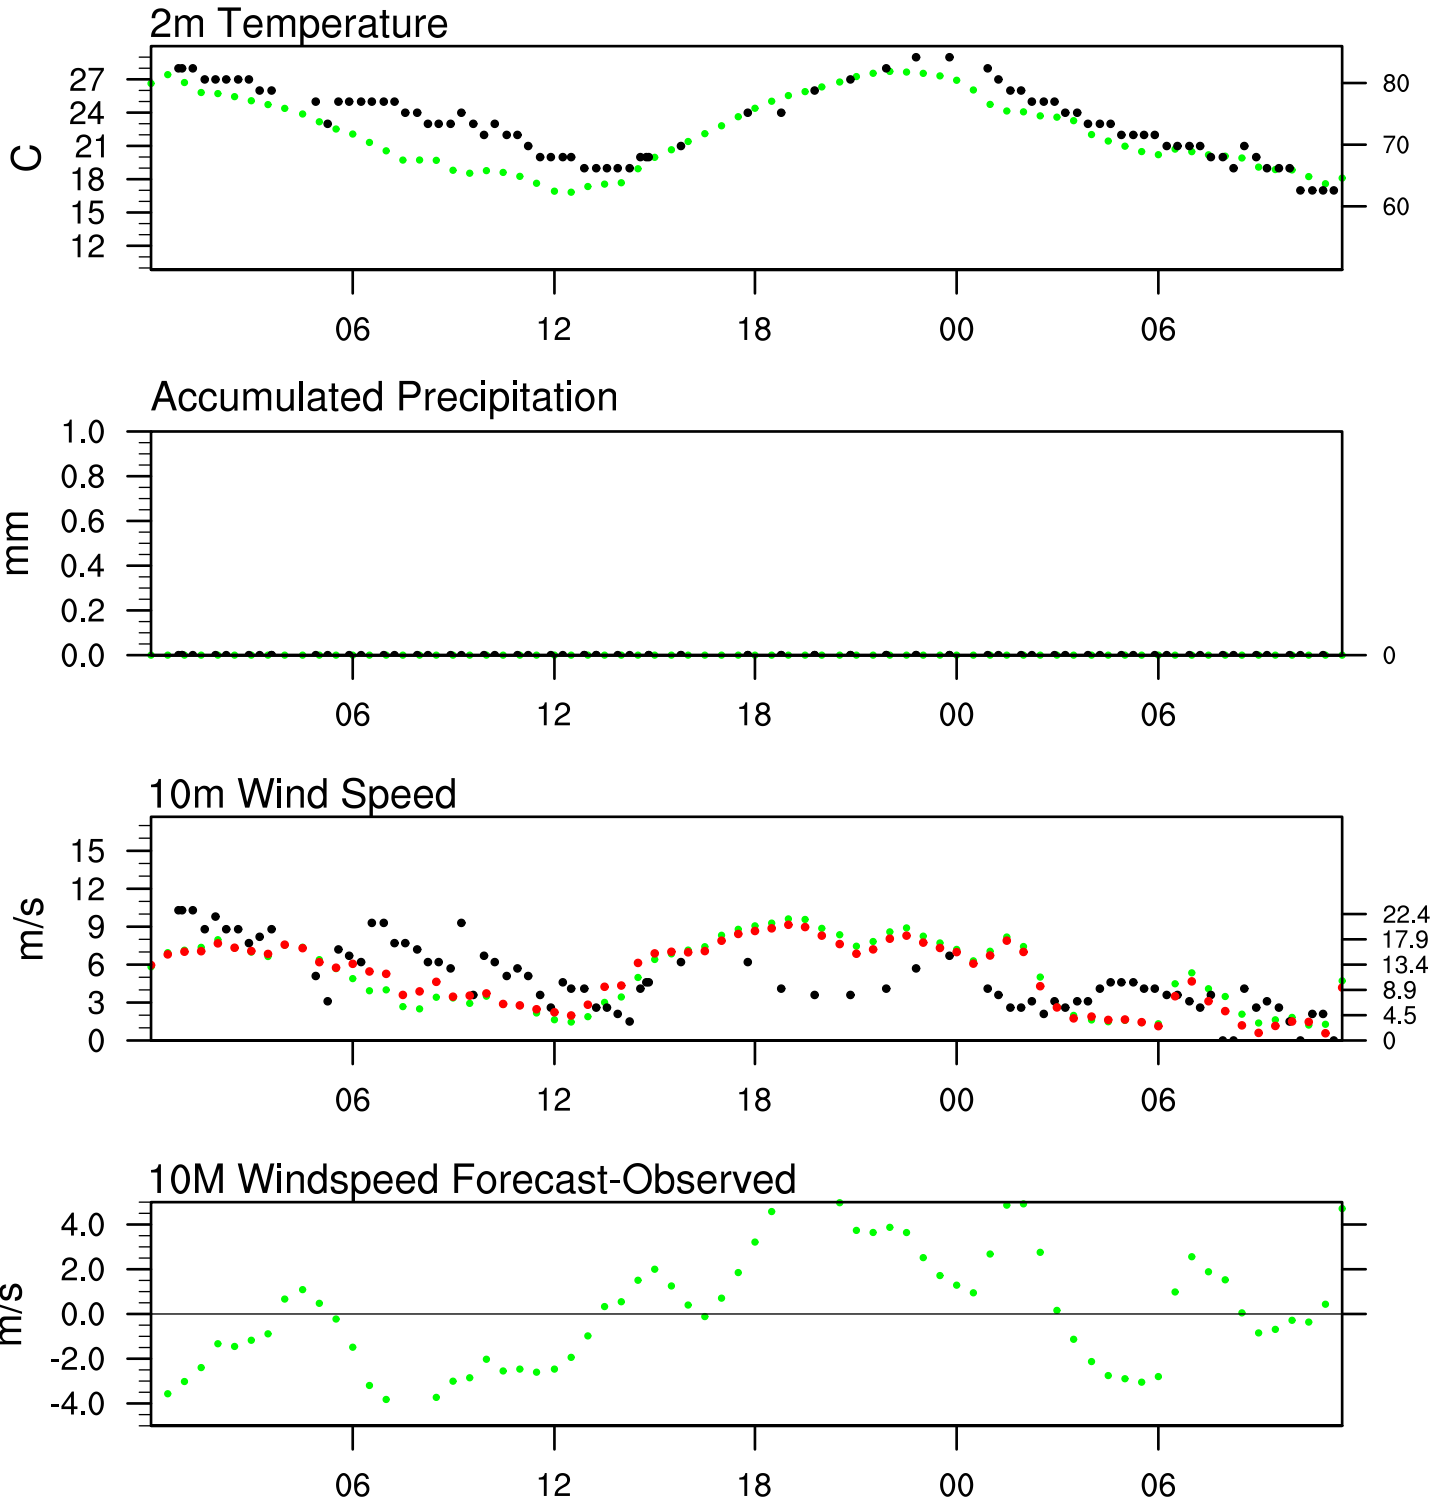 2m Temperature
C
27
24
21
18
15
12
80
70
60
06 12 18 00 06
Accumulated Precipitation
mm
1.0
0.8
0.6
0.4
0.2
0.0
0
06 12 18 00 06
10m Wind Speed
m/s
15
12
9
6
3
0
22.4
17.9
13.4
8.9
4.5
0
06 12 18 00 06
10M Windspeed Forecast-Observed
m/s
4.0
2.0
0.0
-2.0
-4.0
06 12 18 00 06